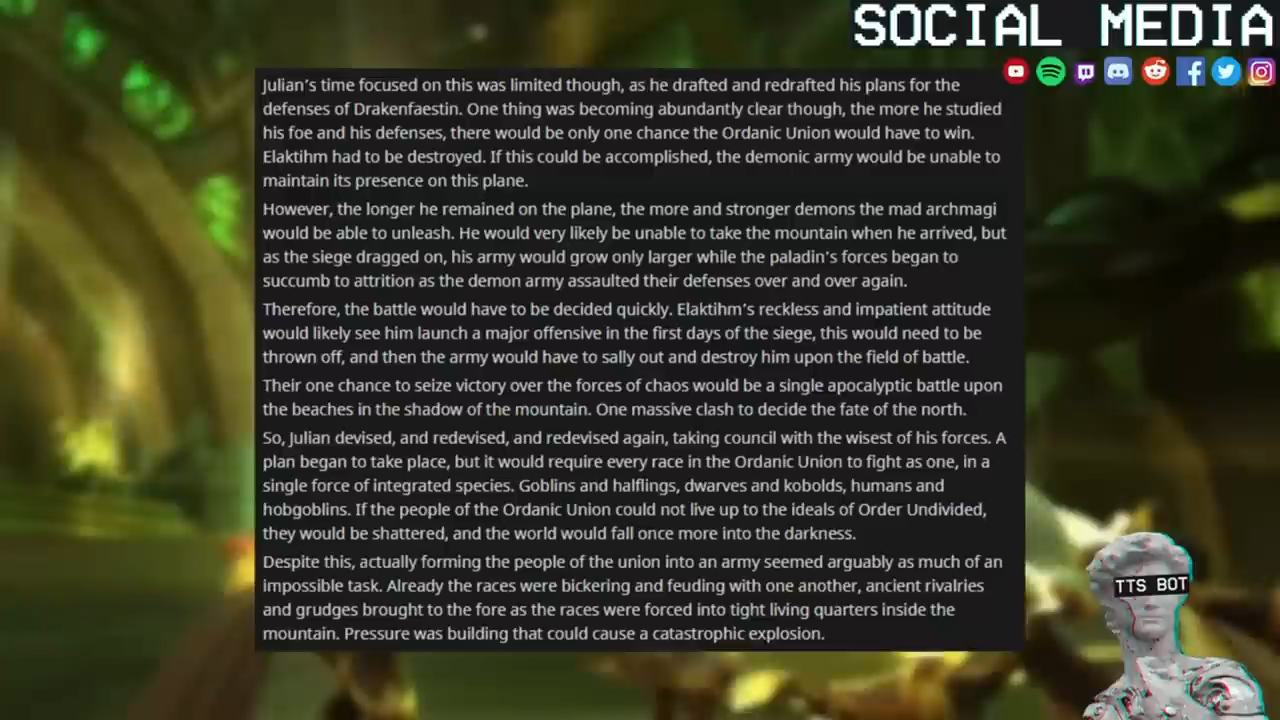 SOCIAL MEDIA
Julian's time focused on this was limited though, as he drafted and redrafted his plans for the
defenses of Drakenfaestin. One thing was becoming abundantly clear though, the more he studied
his foe and his defenses, there would be only one chance the Ordanic Union would have to win.
Elaktihm had to be destroyed. If this could be accomplished, the demonic army would be unable to
maintain its presence on this plane.
However, the longer he remained on the plane, the more and stronger demons the mad archmagi
would be able to unleash. He would very likely be unable to take the mountain when he arrived, but
as the siege dragged on, his army would grow only larger while the paladin's forces began to
succumb to attrition as the demon army assaulted their defenses over and over again.
Therefore, the battle would have to be decided quickly. Elaktihm's reckless and impatient attitude
would likely see him launch a major offensive in the first days of the siege, this would need to be
thrown off, and then the army would have to sally out and destroy him upon the field of battle.
Their one chance to seize victory over the forces of chaos would be a single apocalyptic battle upon
the beaches in the shadow of the mountain. One massive clash to decide the fate of the north.
So, Julian devised, and redevised, and redevised again, taking council with the wisest of his forces. A
plan began to take place, but it would require every race in the Ordanic Union to fight as one, in a
single force of integrated species. Goblins and halflings, dwarves and kobolds, humans and
hobgoblins. If the people of the Ordanic Union could not live up to the ideals of Order Undivided,
they would be shattered, and the world would fall once more into the darkness.
Despite this, actually forming the people of the union into an army seemed arguably as much of an
impossible task. Already the races were bickering and feuding with one another, ancient rivalries
and grudges brought to the fore as the races were forced into tight living quarters inside the
mountain. Pressure was building that could cause a catastrophic explosion.
TTS BOT